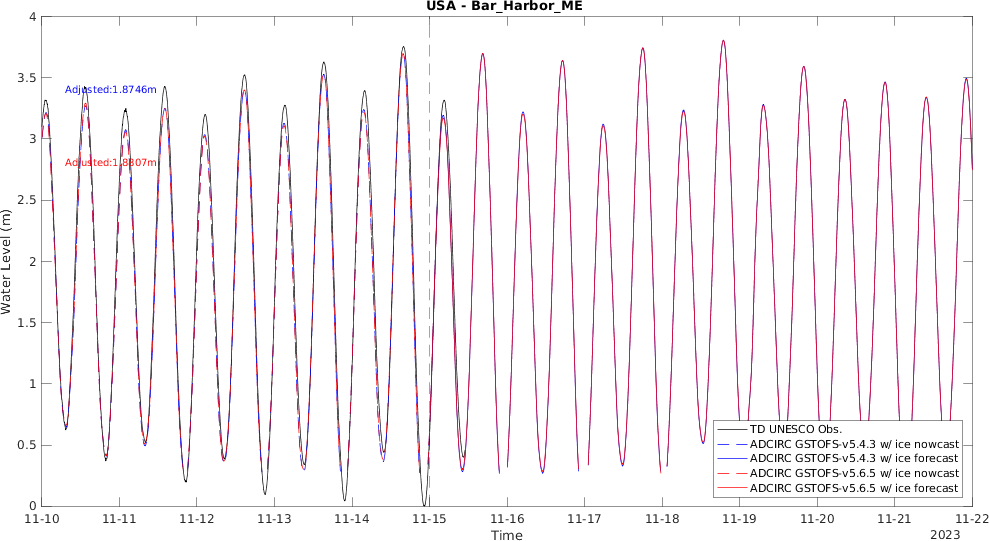 USA - Bar_Harbor_ME
4
3.5
3
2.5
2
1.5
1
0.5
0
Water Level (m)
Adjusted:1.8746m
Adjusted:1.8807m
TD UNESCO Obs.
ADCIRC GSTOFS-v5.4.3 w/ ice nowcast
ADCIRC GSTOFS-v5.4.3 w/ ice forecast
ADCIRC GSTOFS-v5.6.5 w/ ice nowcast
ADCIRC GSTOFS-v5.6.5 w/ ice forecast
11-10 11-11 11-12 11-13 11-14 11-15 11-16 11-17 11-18 11-19 11-20 11-21 11-22
Time
2023